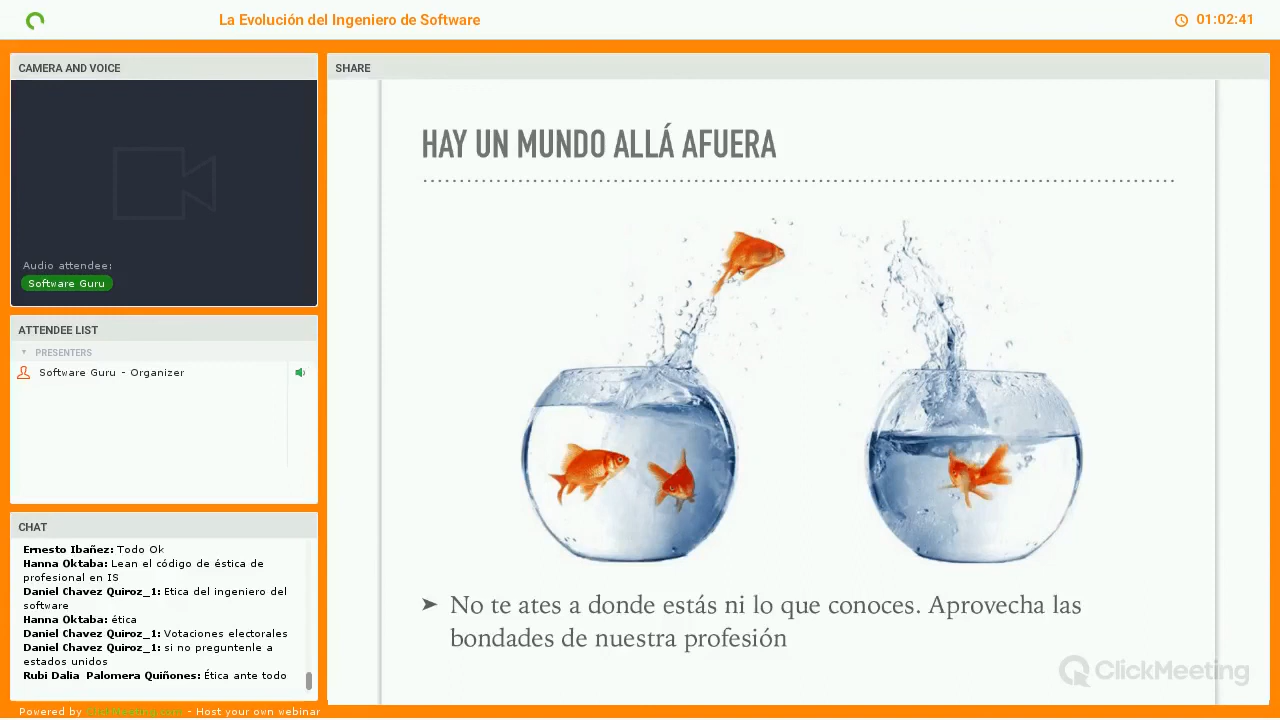 La Evolución del Ingeniero de Software
01:02:41
CAMERA AND VOICE
Audio attendee:
Software Guru
ATTENDEE LIST
PRESENTERS
Software Guru - Organizer
CHAT
Ernesto Ibañez: Todo Ok
Hanna Oktaba: Lean el código de éstica de
profesional en IS
Daniel Chavez Quiroz_1: Etica del ingeniero del
software
Hanna Oktaba: ética
Daniel Chavez Quiroz_1: Votaciones electorales
Daniel Chavez Quiroz_1: si no preguntenle a
estados unidos
Rubi Dalia Palomera Quiñones: Ética ante todo
Powered by ClickMeeting.com - Host your own webinar
SHARE
HAY UN MUNDO ALLÁ AFUERA
➤ No te ates a donde estás ni lo que conoces. Aprovecha las
bondades de nuestra profesión
ClickMeeting